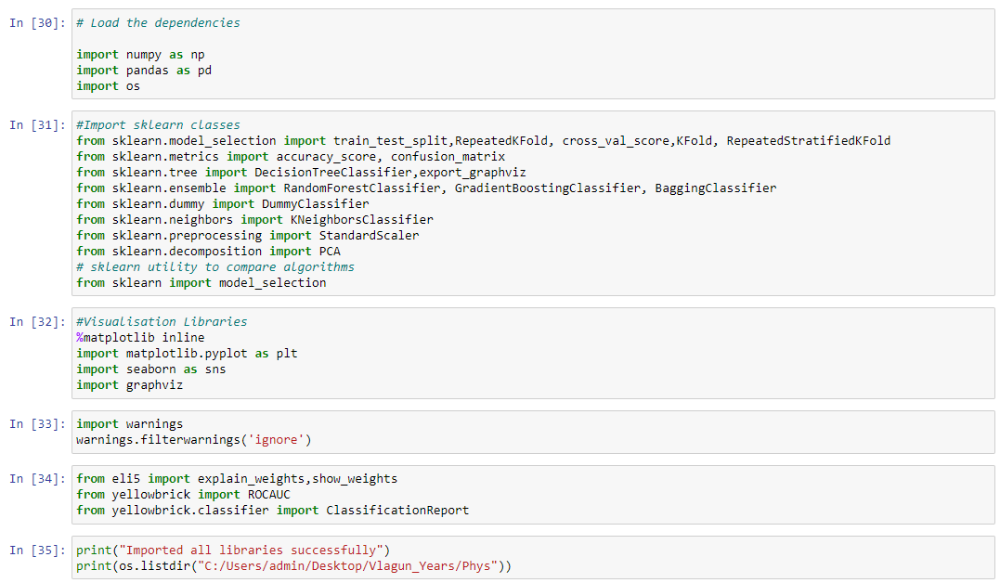 In [30]: # Load the dependencies
import numpy as np
import pandas as pd
import os
In [31]: #Import sklearn classes
from sklearn.model_selection import train_test_split,RepeatedKFold, cross_val_score,KFold, RepeatedStratifiedKFold
from sklearn.metrics import accuracy_score, confusion_matrix
from sklearn.tree import DecisionTreeClassifier,export_graphviz
from sklearn.ensemble import RandomForestClassifier, GradientBoostingClassifier, BaggingClassifier
from sklearn.dummy import DummyClassifier
from sklearn.neighbors import KNeighborsClassifier
from sklearn.preprocessing import StandardScaler
from sklearn.decomposition import PCA
# sklearn utility to compare algorithms
from sklearn import model_selection
In [32]: #Visualisation Libraries
%matplotlib inline
import matplotlib.pyplot as plt
import seaborn as sns
import graphviz
In [33]: import warnings
warnings.filterwarnings('ignore')
In [34]: from eli5 import explain_weights,show_weights
from yellowbrick import ROCAUC
from yellowbrick.classifier import ClassificationReport
In [35]: print("Imported all libraries successfully")
print(os.listdir("C:/Users/admin/Desktop/Vlagun_Years/Phys"))